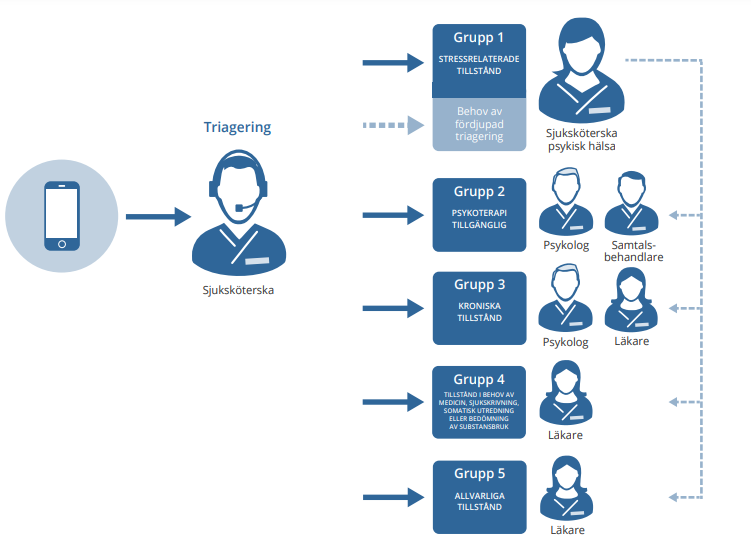 Triagering
Sjuksköterska
Grupp 1
STRESSRELATERADE
TILLSTÅND
Behov av
fördjupad
triagering
Sjuksköterska
psykisk hälsa
Grupp 2
PSYKOTERAPI
TILLGÄNGLIG
Psykolog
Samtals-
behandlare
Grupp 3
KRONISKA
TILLSTÅND
Psykolog
Läkare
Grupp 4
TILLSTÅND I BEHOV AV
MEDICIN, SJUKSKRIVNING,
SOMATISK UTREDNING
ELLER BEDÖMNING
AV SUBSTANSBRUK
Läkare
Grupp 5
ALLVARLIGA
TILLSTÅND
Läkare